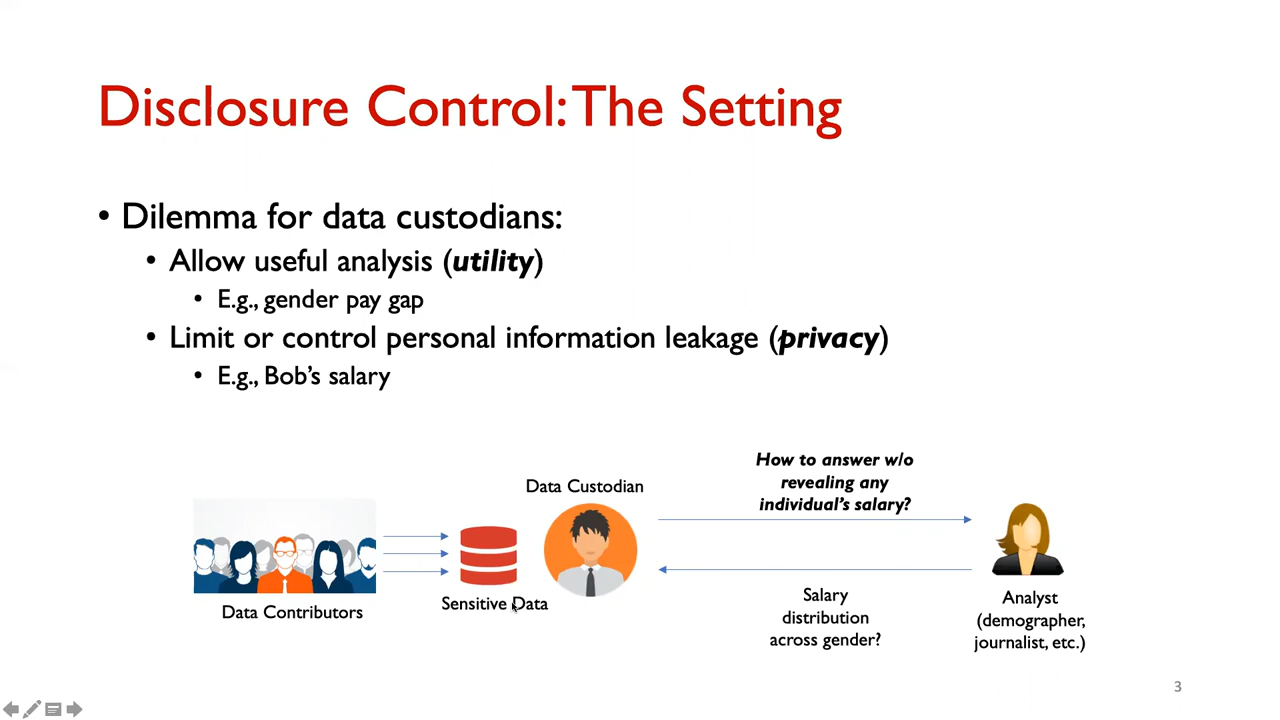 Disclosure Control: The Setting
• Dilemma for data custodians:
• Allow useful analysis (utility)
• E.g., gender pay gap
• Limit or control personal information leakage (privacy)
• E.g., Bob's salary
Data Contributors
Sensitive Data
Data Custodian
How to answer w/o
revealing any
individual's salary?
Salary
distribution
across gender?
Analyst
(demographer,
journalist, etc.)
3